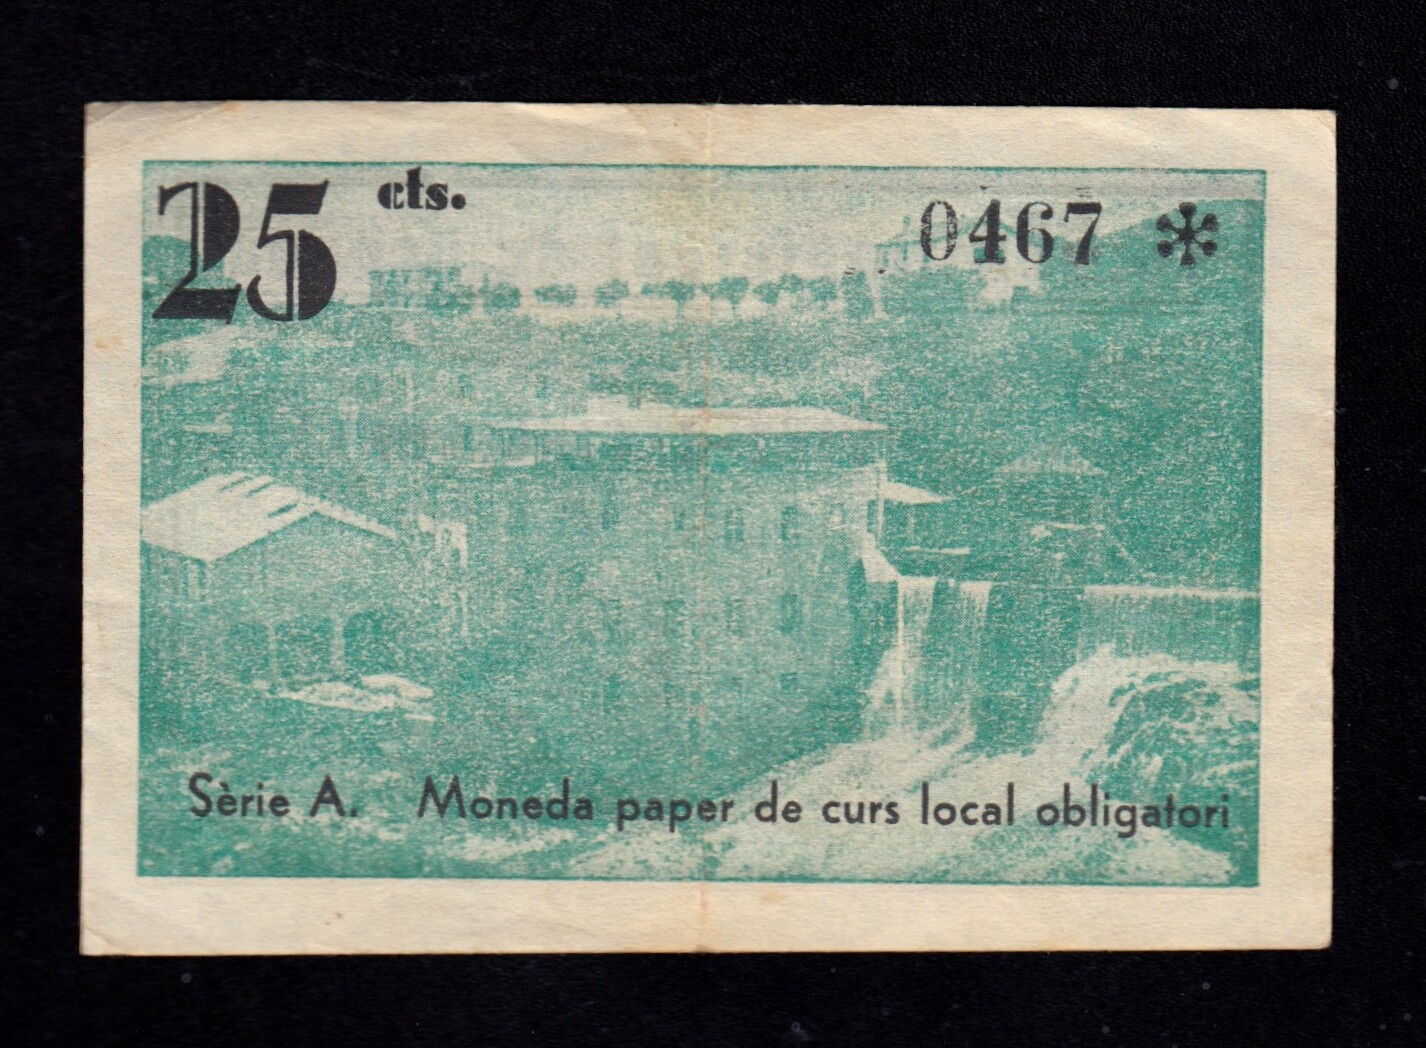 25 cts.
0467 *
Sèrie A. Moneda paper de curs local obligatori